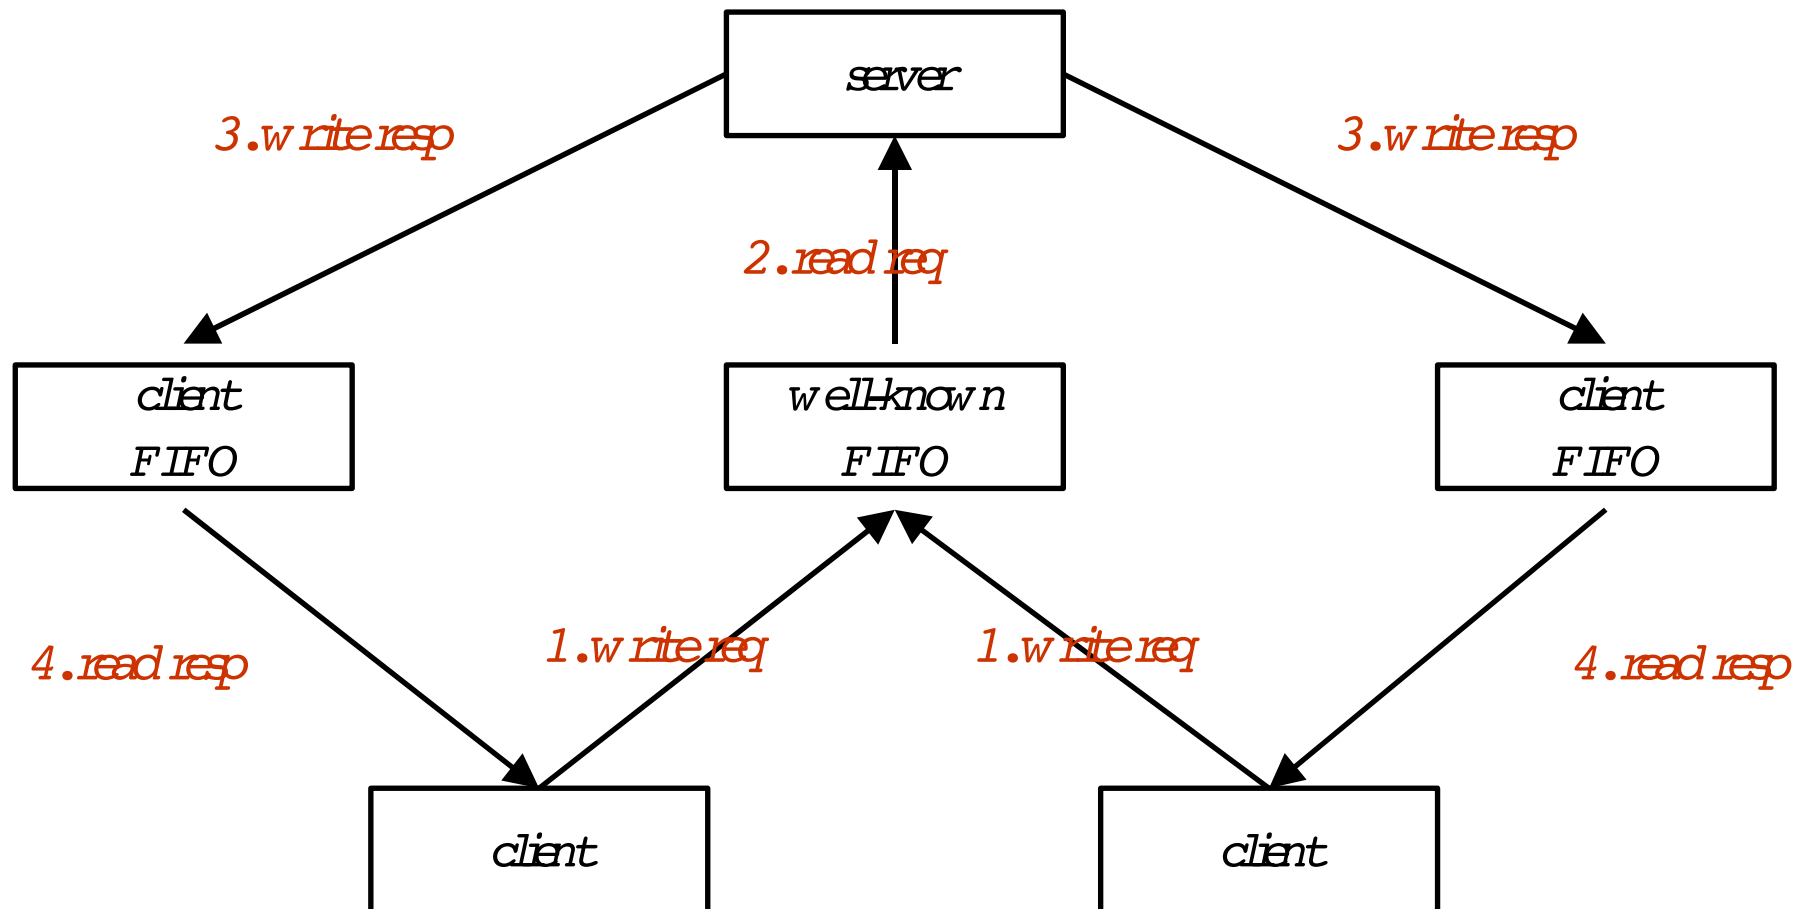 server
3.write resp
3.write resp
2.read req
client
FIFO
well-known
FIFO
client
FIFO
4.read resp
1.write req
1.write req
4.read resp
client
client